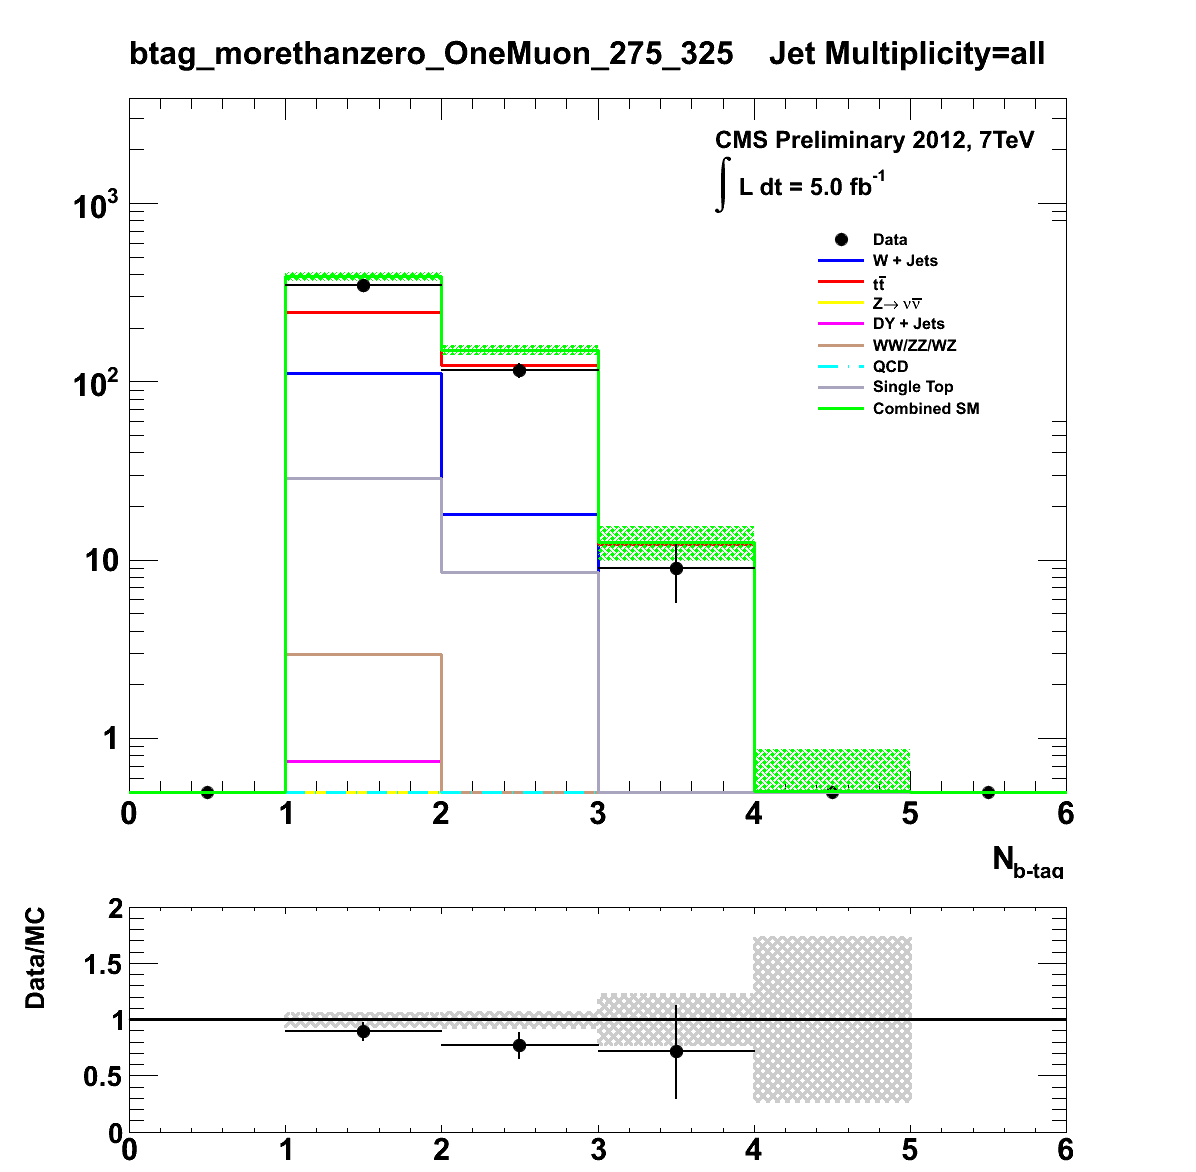 btag_morethanzero_OneMuon_275_325 Jet Multiplicity=all
CMS Preliminary 2012, 7TeV
∫ L dt = 5.0 fb⁻¹
Data
W + Jets
tt̅
Z→ νν̅
DY + Jets
WW/ZZ/WZ
QCD
Single Top
Combined SM
10³
10²
10
1
0 1 2 3 4 5 6
N_b-tag
Data/MC
2
1.5
1
0.5
0
0 1 2 3 4 5 6